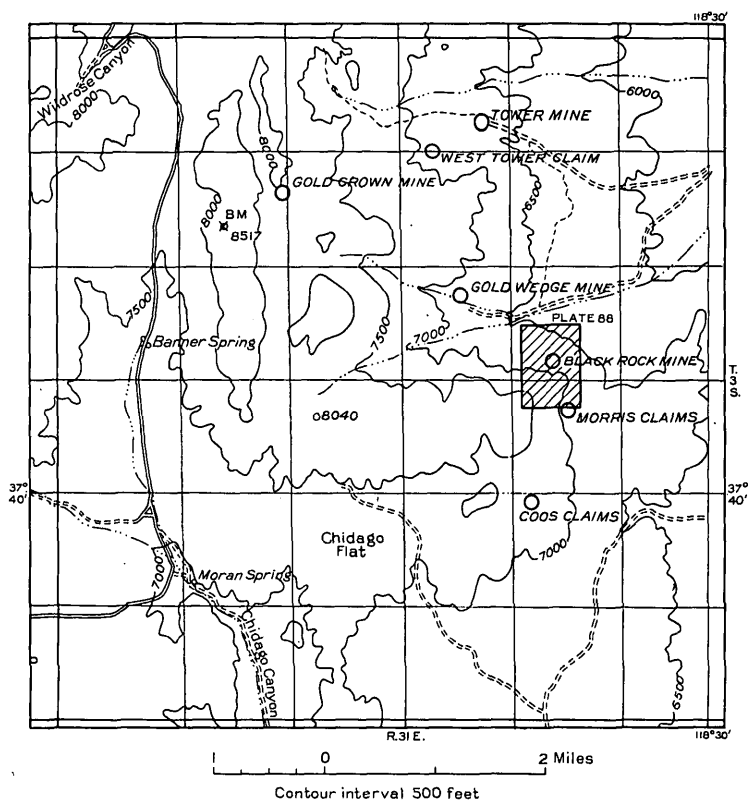 118°30'
Wildrose Canyon
8000
6000
TOWER MINE
8000
WEST TOWER CLAIM
GOLD CROWN MINE
6500
8000
BM
8517
GOLD WEDGE MINE
7500
PLATE 88
7500
7000
Banner Spring
BLACK ROCK MINE
T.
3
S.
8040
MORRIS CLAIMS
37°
40'
37°
40'
COOS CLAIMS
Chidago
Flat
7000
7000
Moran Spring
Chidago Canyon
6500
R.31 E.
118°30'
1 0 2 Miles
Contour interval 500 feet